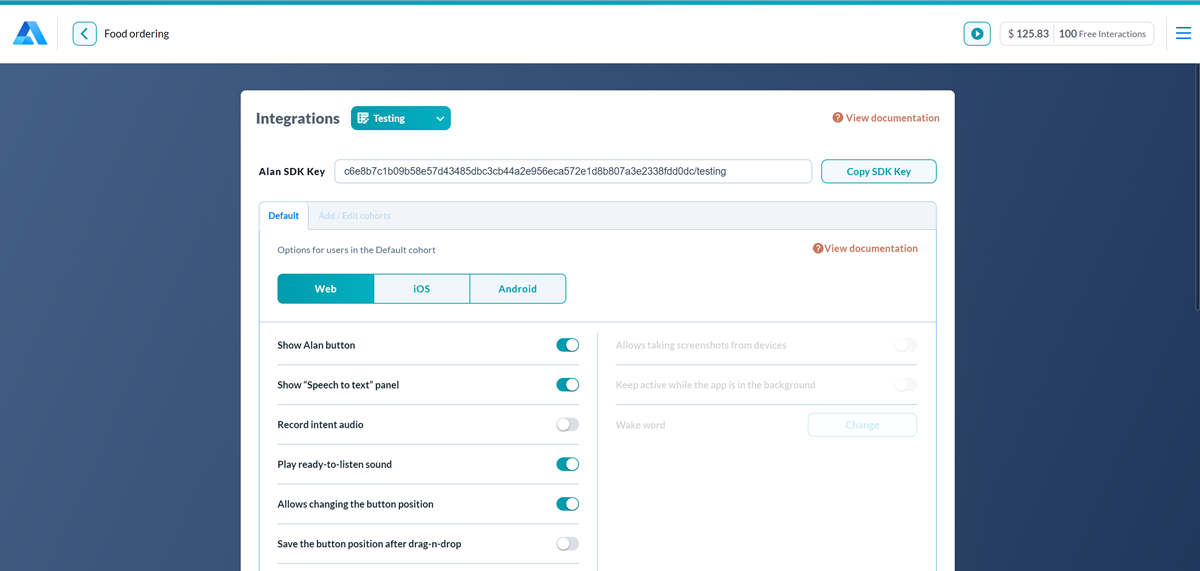 Food ordering
$ 125.83 100 Free Interactions
Integrations Testing
View documentation
Alan SDK Key c6e8b7c1b09b58e57d43485dbc3cb44a2e956eca572e1d8b807a3e2338fdd0dc/testing Copy SDK Key
Default Add / Edit cohorts
Options for users in the Default cohort
View documentation
Web iOS Android
Show Alan button
Show “Speech to text” panel
Record intent audio
Play ready-to-listen sound
Allows changing the button position
Save the button position after drag-n-drop
Allows taking screenshots from devices
Keep active while the app is in the background
Wake word Change